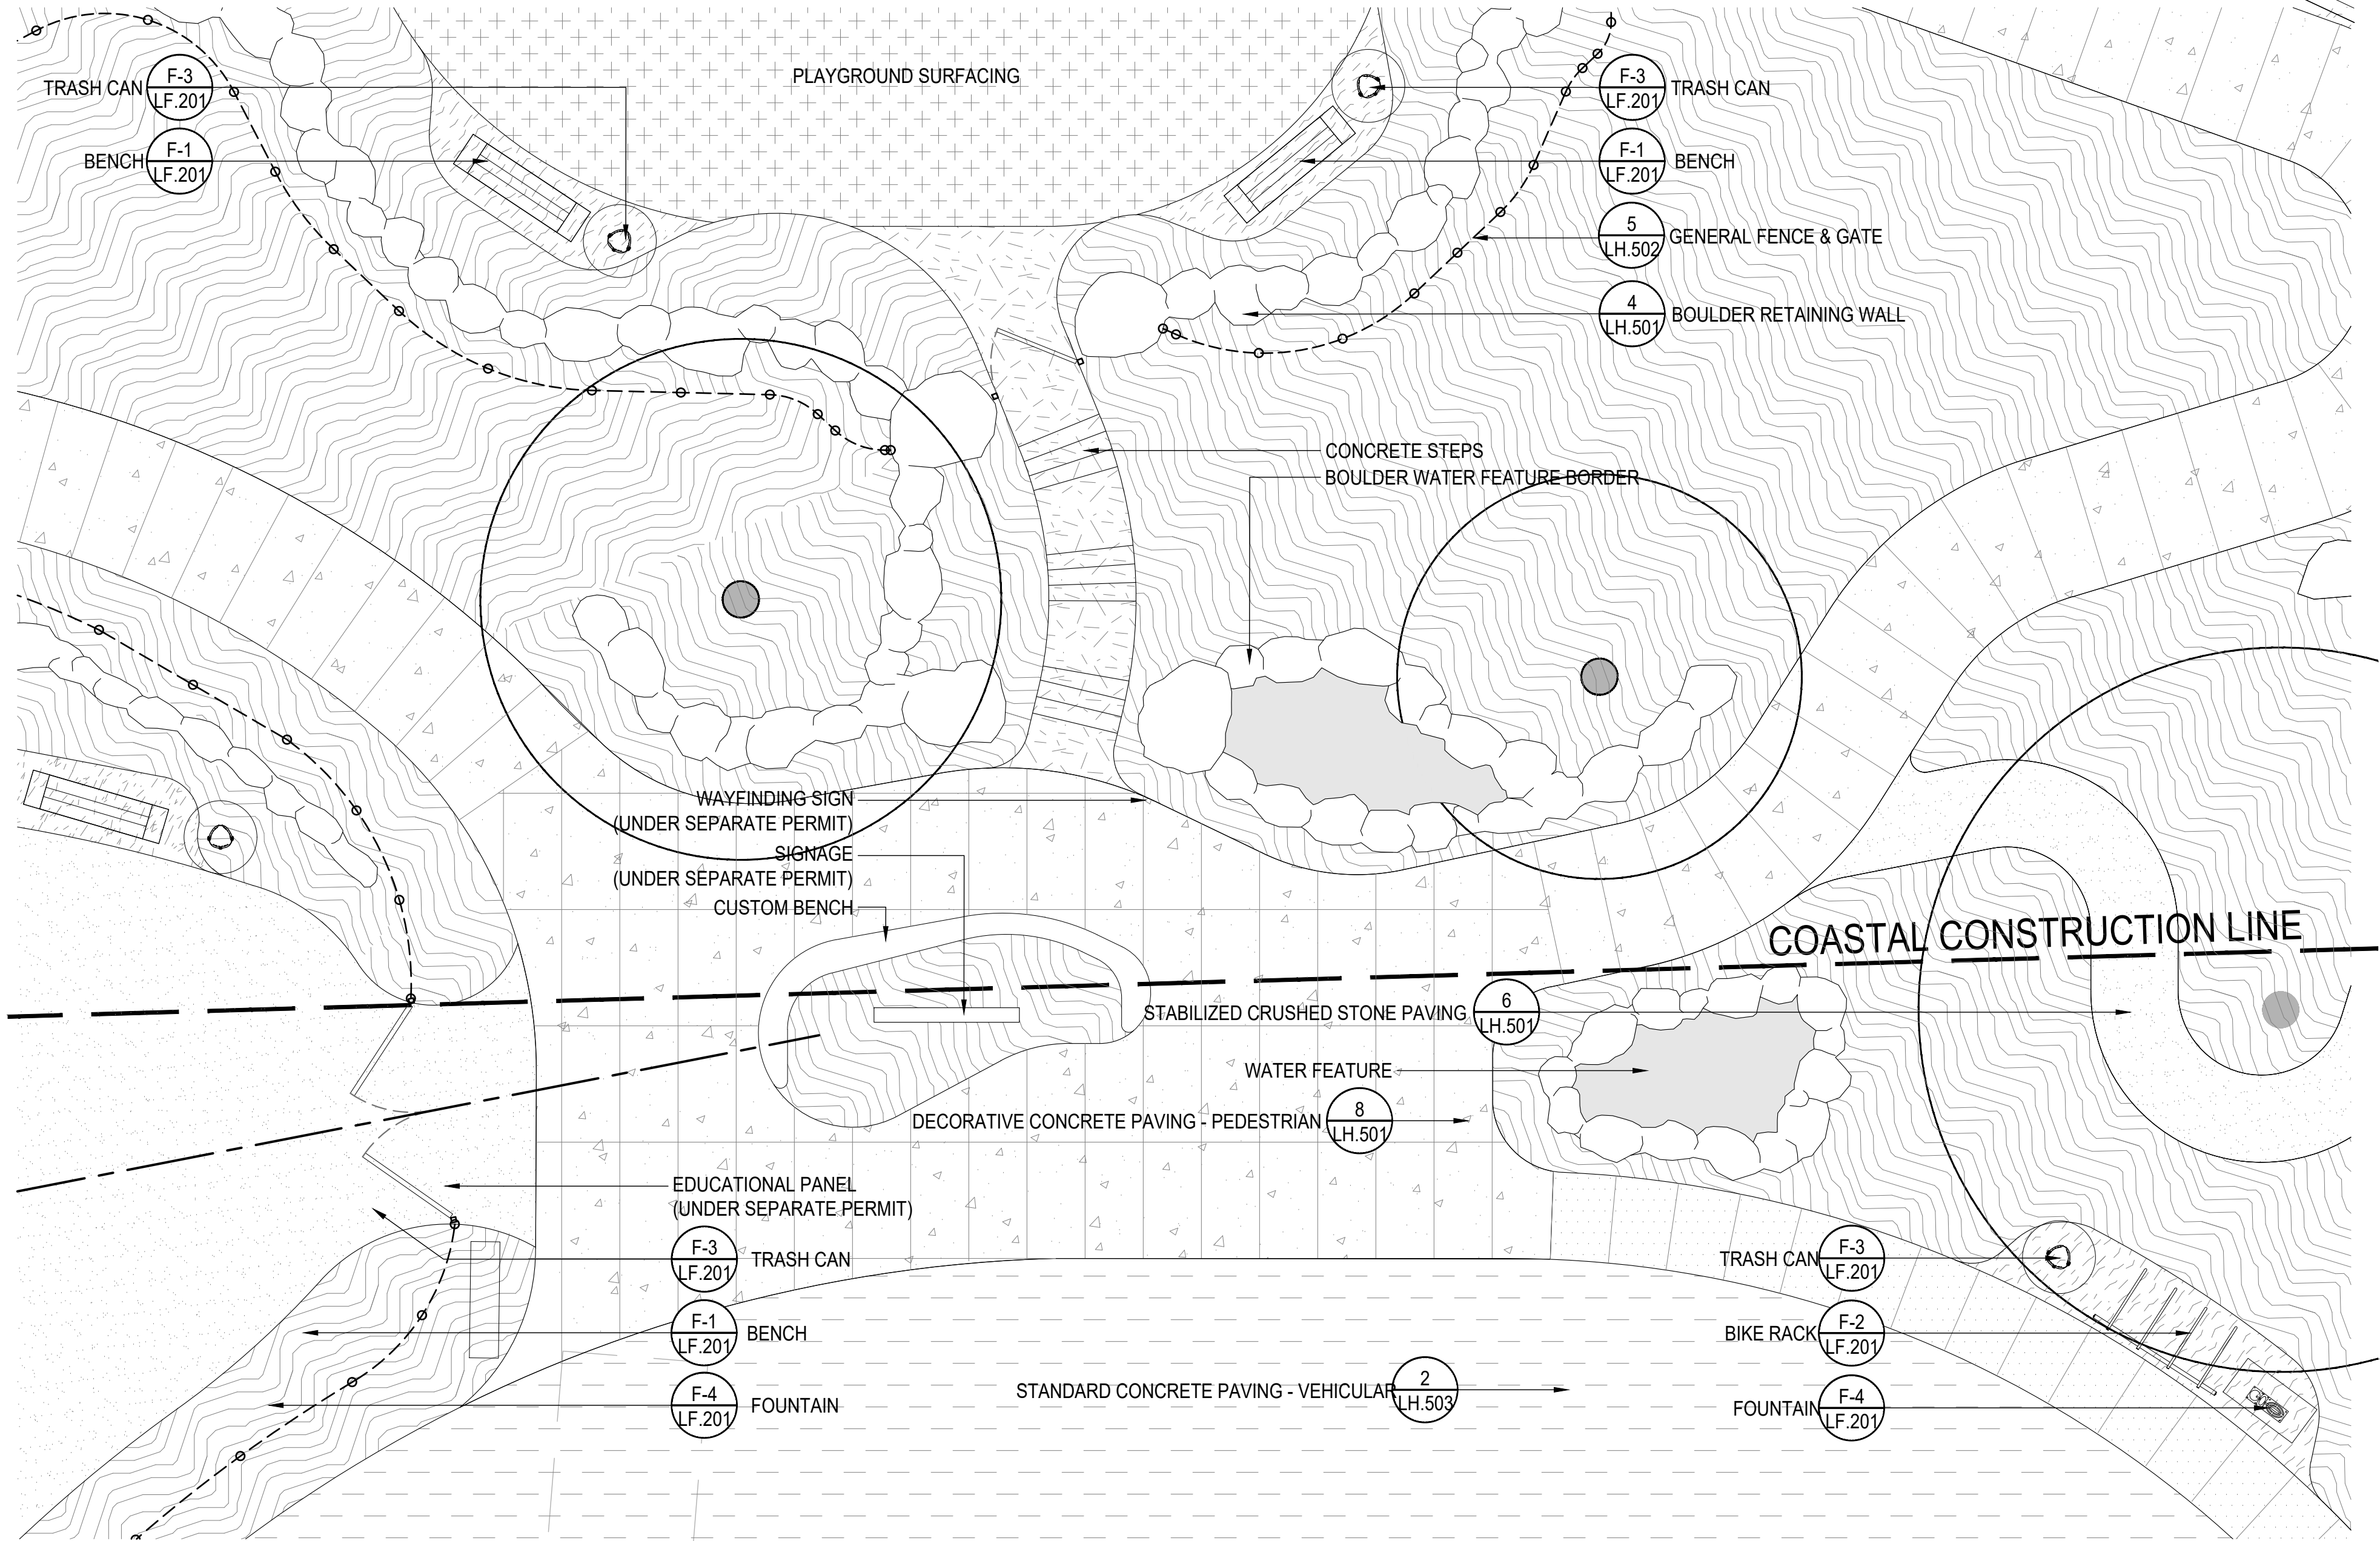 PLAYGROUND SURFACING
TRASH CAN
F-3
LF.201
BENCH
F-1
LF.201
F-3
LF.201
TRASH CAN
F-1
LF.201
BENCH
5
LH.502
GENERAL FENCE & GATE
4
LH.501
BOULDER RETAINING WALL
CONCRETE STEPS
BOULDER WATER FEATURE BORDER
WAYFINDING SIGN
(UNDER SEPARATE PERMIT)
SIGNAGE
(UNDER SEPARATE PERMIT)
CUSTOM BENCH
COASTAL CONSTRUCTION LINE
STABILIZED CRUSHED STONE PAVING
6
LH.501
WATER FEATURE
DECORATIVE CONCRETE PAVING - PEDESTRIAN
8
LH.501
EDUCATIONAL PANEL
(UNDER SEPARATE PERMIT)
F-3
LF.201
TRASH CAN
F-1
LF.201
BENCH
F-4
LF.201
FOUNTAIN
STANDARD CONCRETE PAVING - VEHICULAR
2
LH.503
TRASH CAN
F-3
LF.201
BIKE RACK
F-2
LF.201
FOUNTAIN
F-4
LF.201